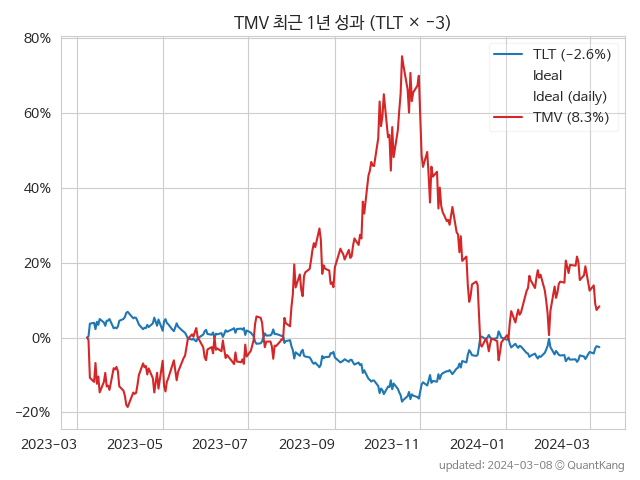 TMV 최근 1년 성과 (TLT × −3)
TLT (−2.6%)
Ideal
Ideal (daily)
TMV (8.3%)
80%
60%
40%
20%
0%
−20%
2023−03
2023−05
2023−07
2023−09
2023−11
2024−01
2024−03
updated: 2024−03−08 © QuantKang